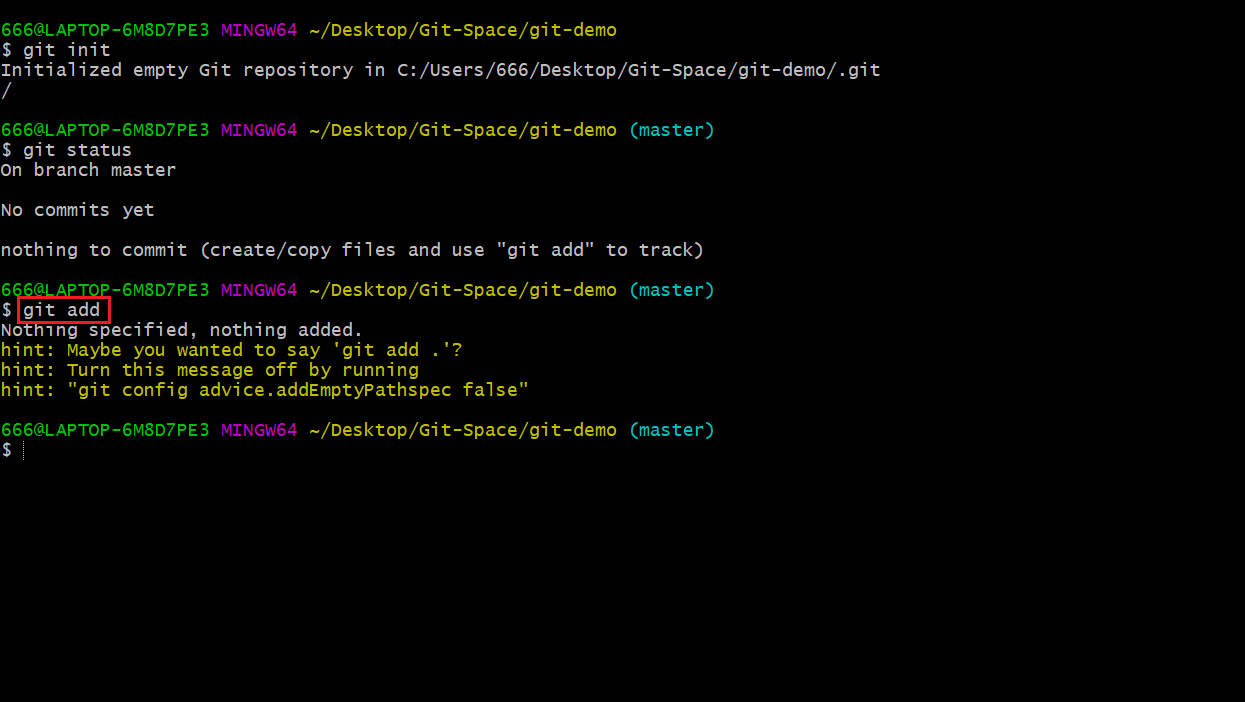 666@LAPTOP-6M8D7PE3 MINGW64 ~/Desktop/Git-Space/git-demo
$ git init
Initialized empty Git repository in C:/Users/666/Desktop/Git-Space/git-demo/.git
/
666@LAPTOP-6M8D7PE3 MINGW64 ~/Desktop/Git-Space/git-demo (master)
$ git status
On branch master
No commits yet
nothing to commit (create/copy files and use "git add" to track)
666@LAPTOP-6M8D7PE3 MINGW64 ~/Desktop/Git-Space/git-demo (master)
$ git add
Nothing specified, nothing added.
hint: Maybe you wanted to say 'git add .'?
hint: Turn this message off by running
hint: "git config advice.addEmptyPathspec false"
666@LAPTOP-6M8D7PE3 MINGW64 ~/Desktop/Git-Space/git-demo (master)
$